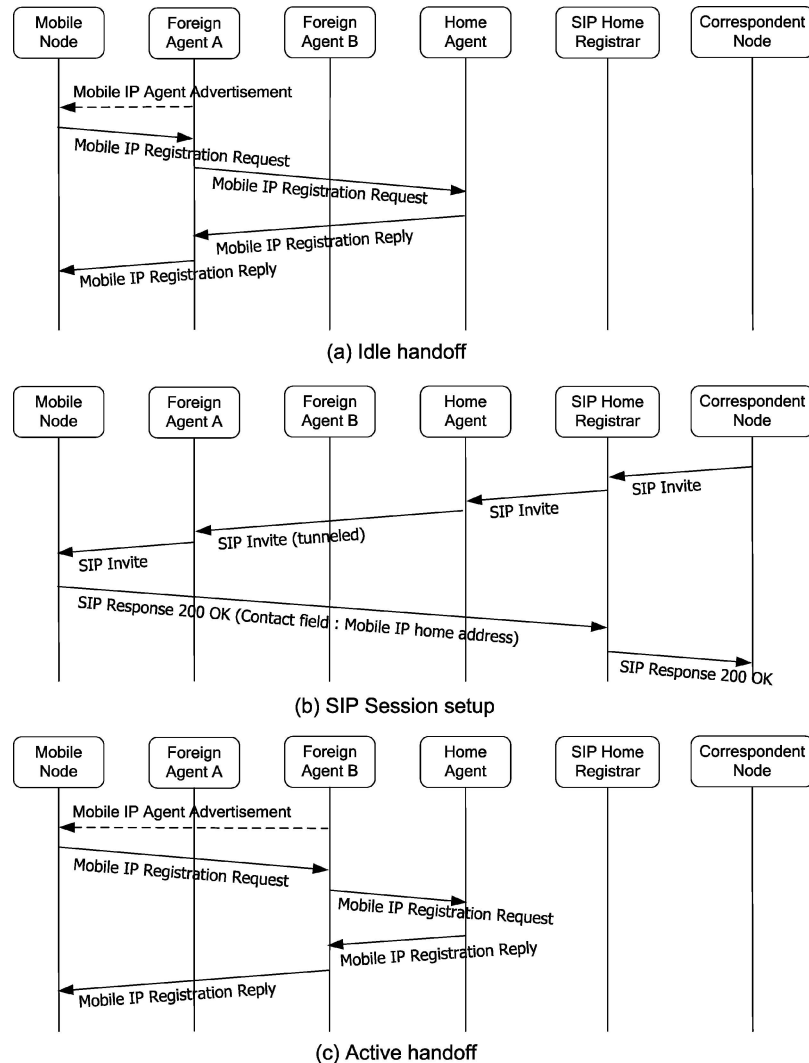 Mobile
Node
Foreign
Agent A
Foreign
Agent B
Home
Agent
SIP Home
Registrar
Correspondent
Node
Mobile IP Agent Advertisement
Mobile IP Registration Request
Mobile IP Registration Request
Mobile IP Registration Reply
Mobile IP Registration Reply
(a) Idle handoff
Mobile
Node
Foreign
Agent A
Foreign
Agent B
Home
Agent
SIP Home
Registrar
Correspondent
Node
SIP Invite
SIP Invite
SIP Invite (tunneled)
SIP Invite
SIP Response 200 OK (Contact field : Mobile IP home address)
SIP Response 200 OK
(b) SIP Session setup
Mobile
Node
Foreign
Agent A
Foreign
Agent B
Home
Agent
SIP Home
Registrar
Correspondent
Node
Mobile IP Agent Advertisement
Mobile IP Registration Request
Mobile IP Registration Request
Mobile IP Registration Reply
Mobile IP Registration Reply
(c) Active handoff